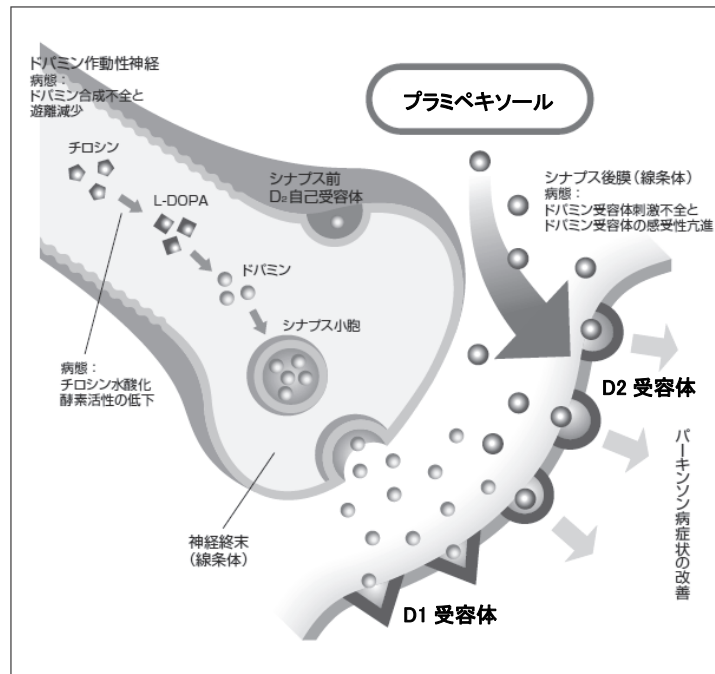 ドパミン作動性神経
病態：
ドパミン合成不全と
遊離減少
チロシン
L-DOPA
シナプス前
D₂自己受容体
ドパミン
シナプス小胞
病態：
チロシン水酸化
酵素活性の低下
神経終末
（線条体）
プラミペキソール
シナプス後膜（線条体）
病態：
ドパミン受容体刺激不全と
ドパミン受容体の感受性亢進
D2 受容体
D1 受容体
パーキンソン病症状の改善